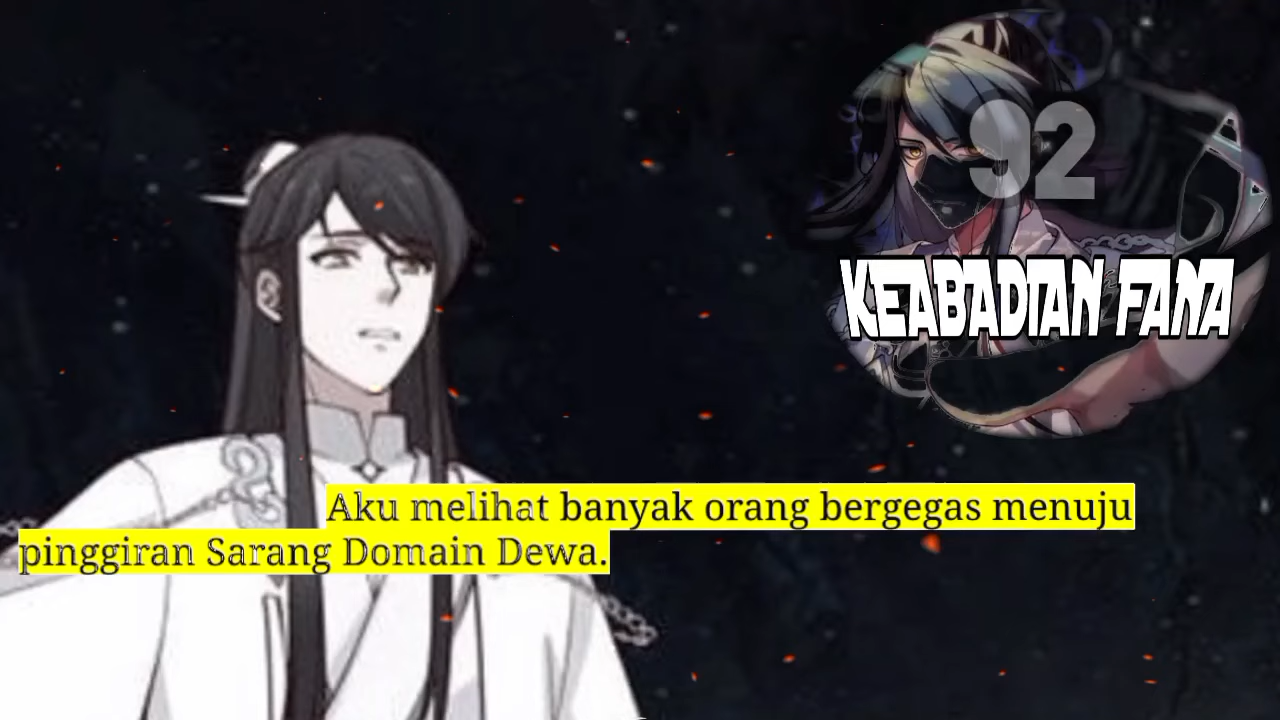 92
KEABADIAN FANA
Aku melihat banyak orang bergegas menuju
pinggiran Sarang Domain Dewa.